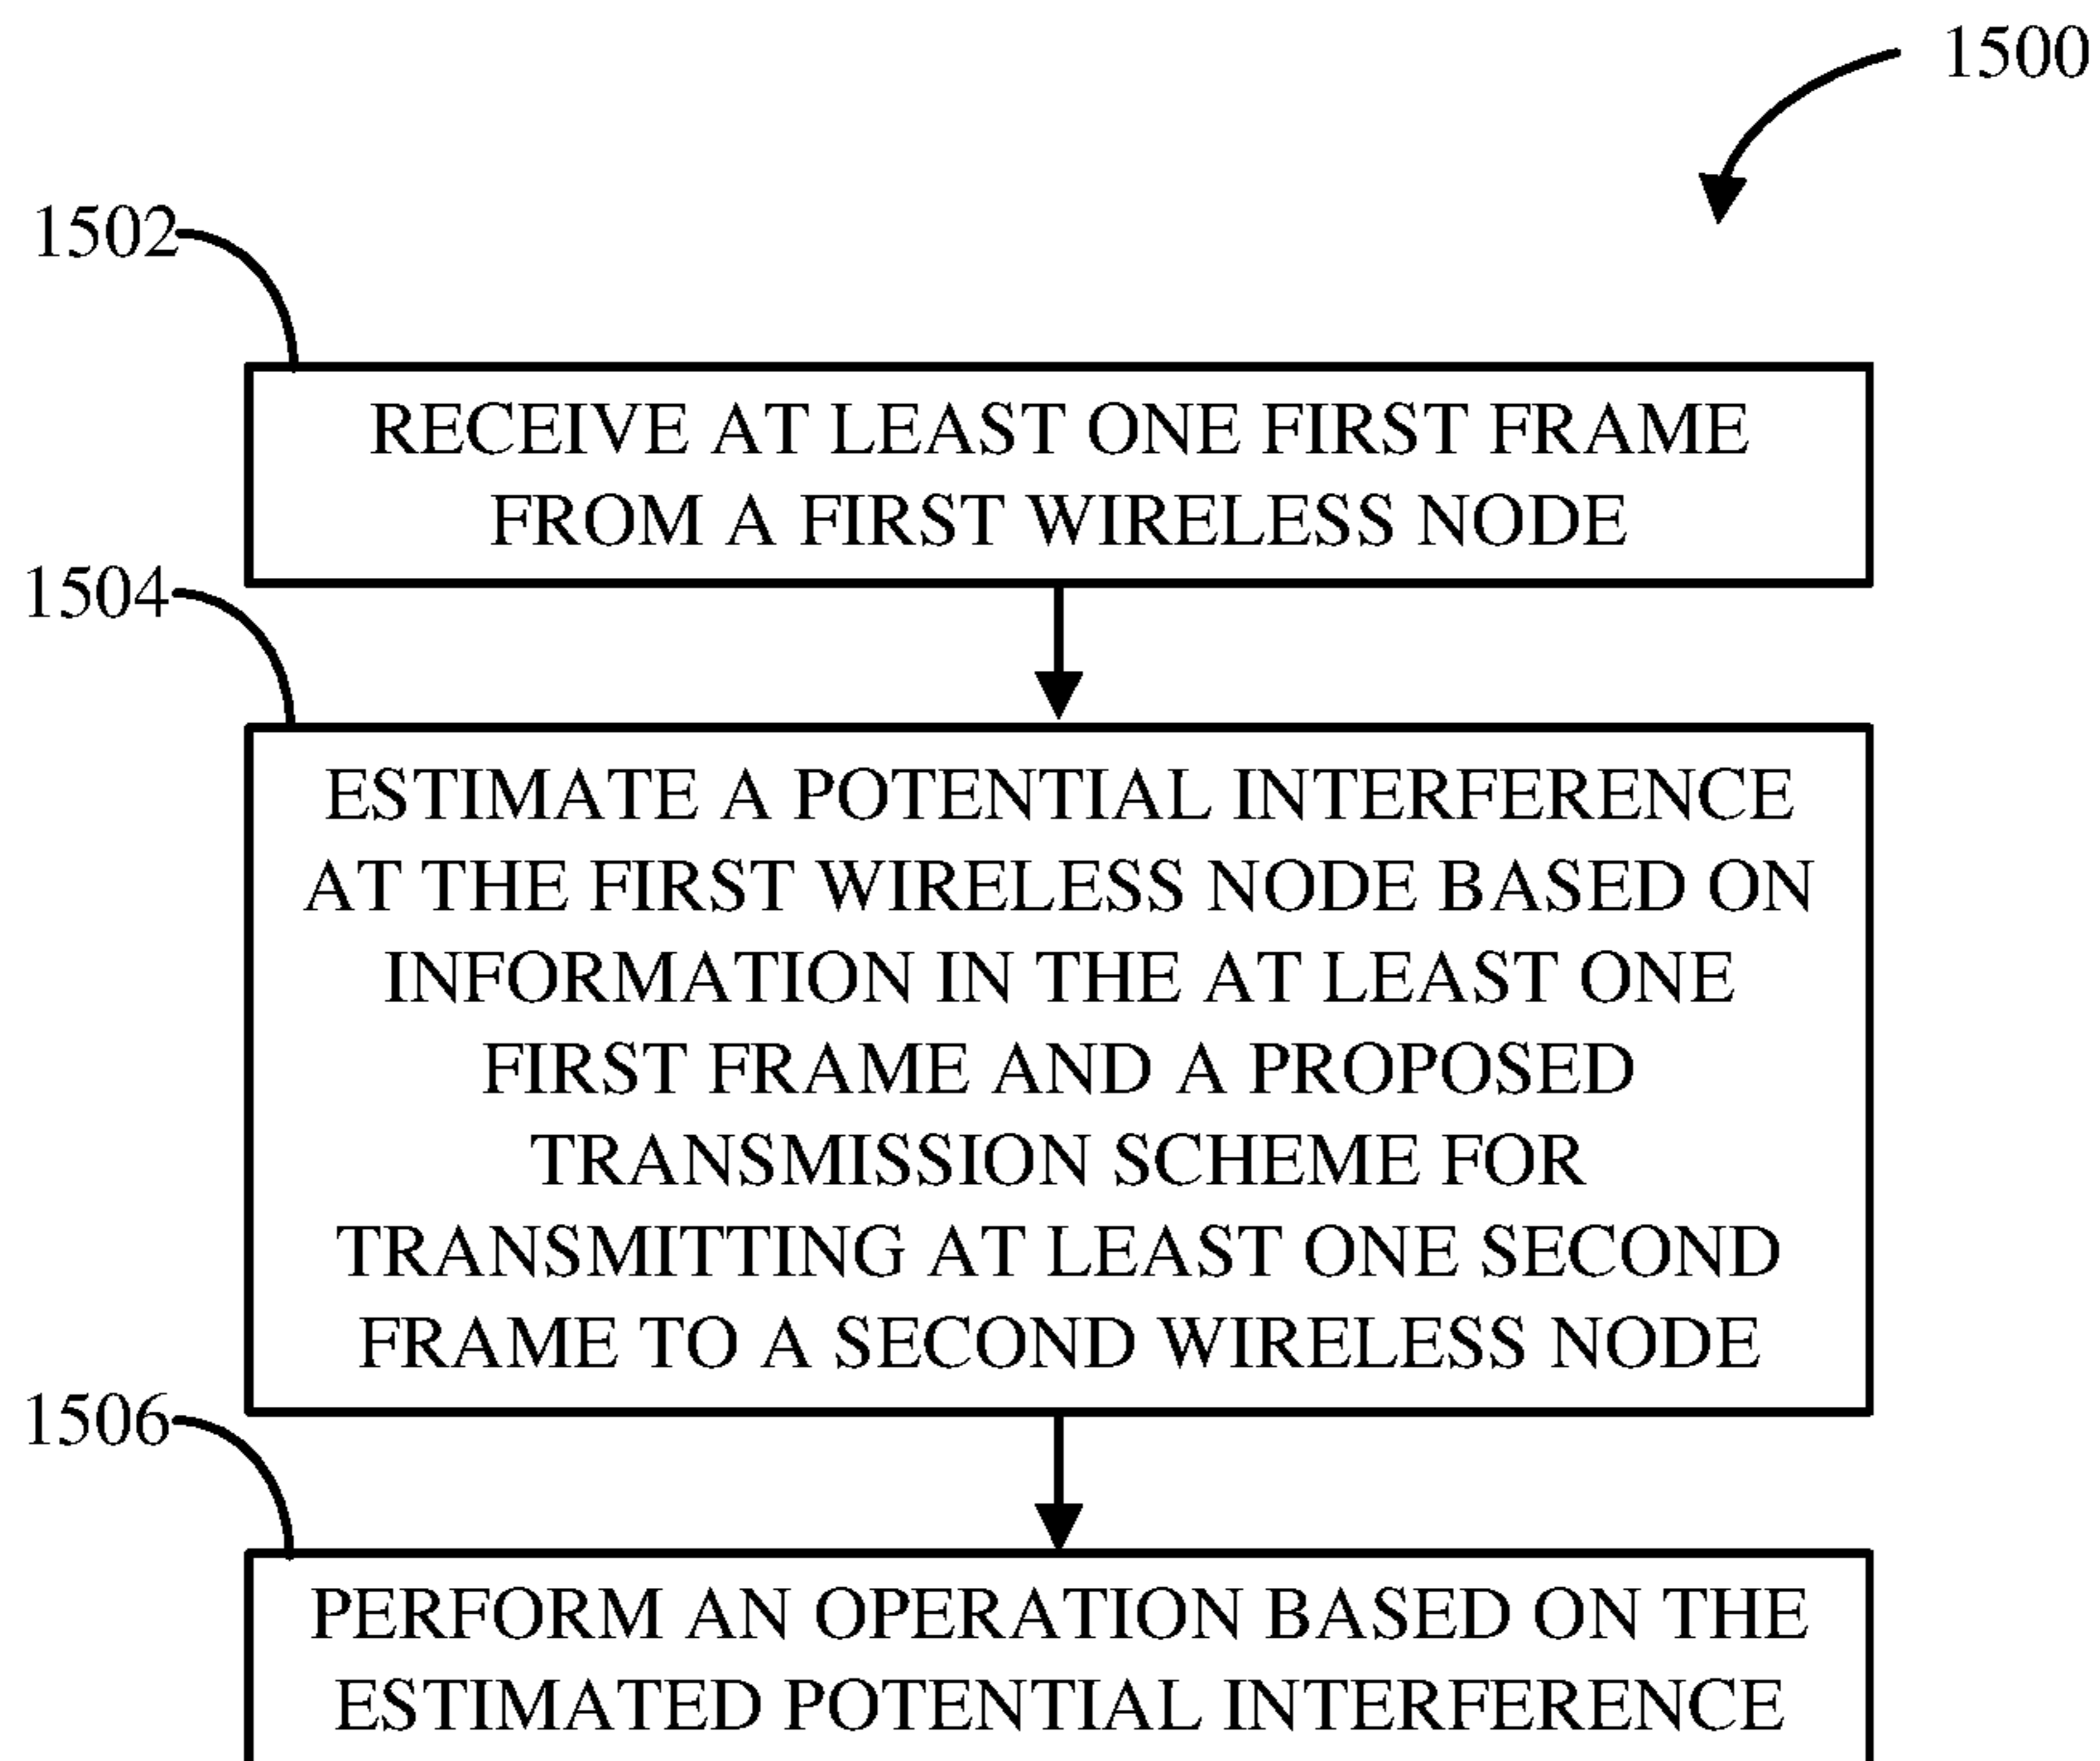 1500
1502
RECEIVE AT LEAST ONE FIRST FRAME
FROM A FIRST WIRELESS NODE
1504
ESTIMATE A POTENTIAL INTERFERENCE
AT THE FIRST WIRELESS NODE BASED ON
INFORMATION IN THE AT LEAST ONE
FIRST FRAME AND A PROPOSED
TRANSMISSION SCHEME FOR
TRANSMITTING AT LEAST ONE SECOND
FRAME TO A SECOND WIRELESS NODE
1506
PERFORM AN OPERATION BASED ON THE
ESTIMATED POTENTIAL INTERFERENCE